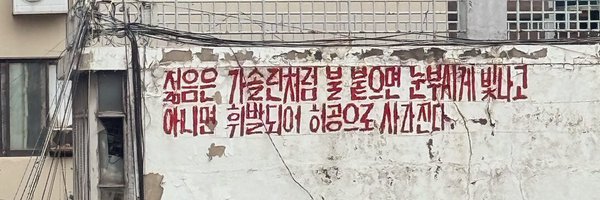 젊음은 가솔린처럼 불 붙으면 눈부시게 빛나고
아니면 휘발되어 허공으로 사라진다.